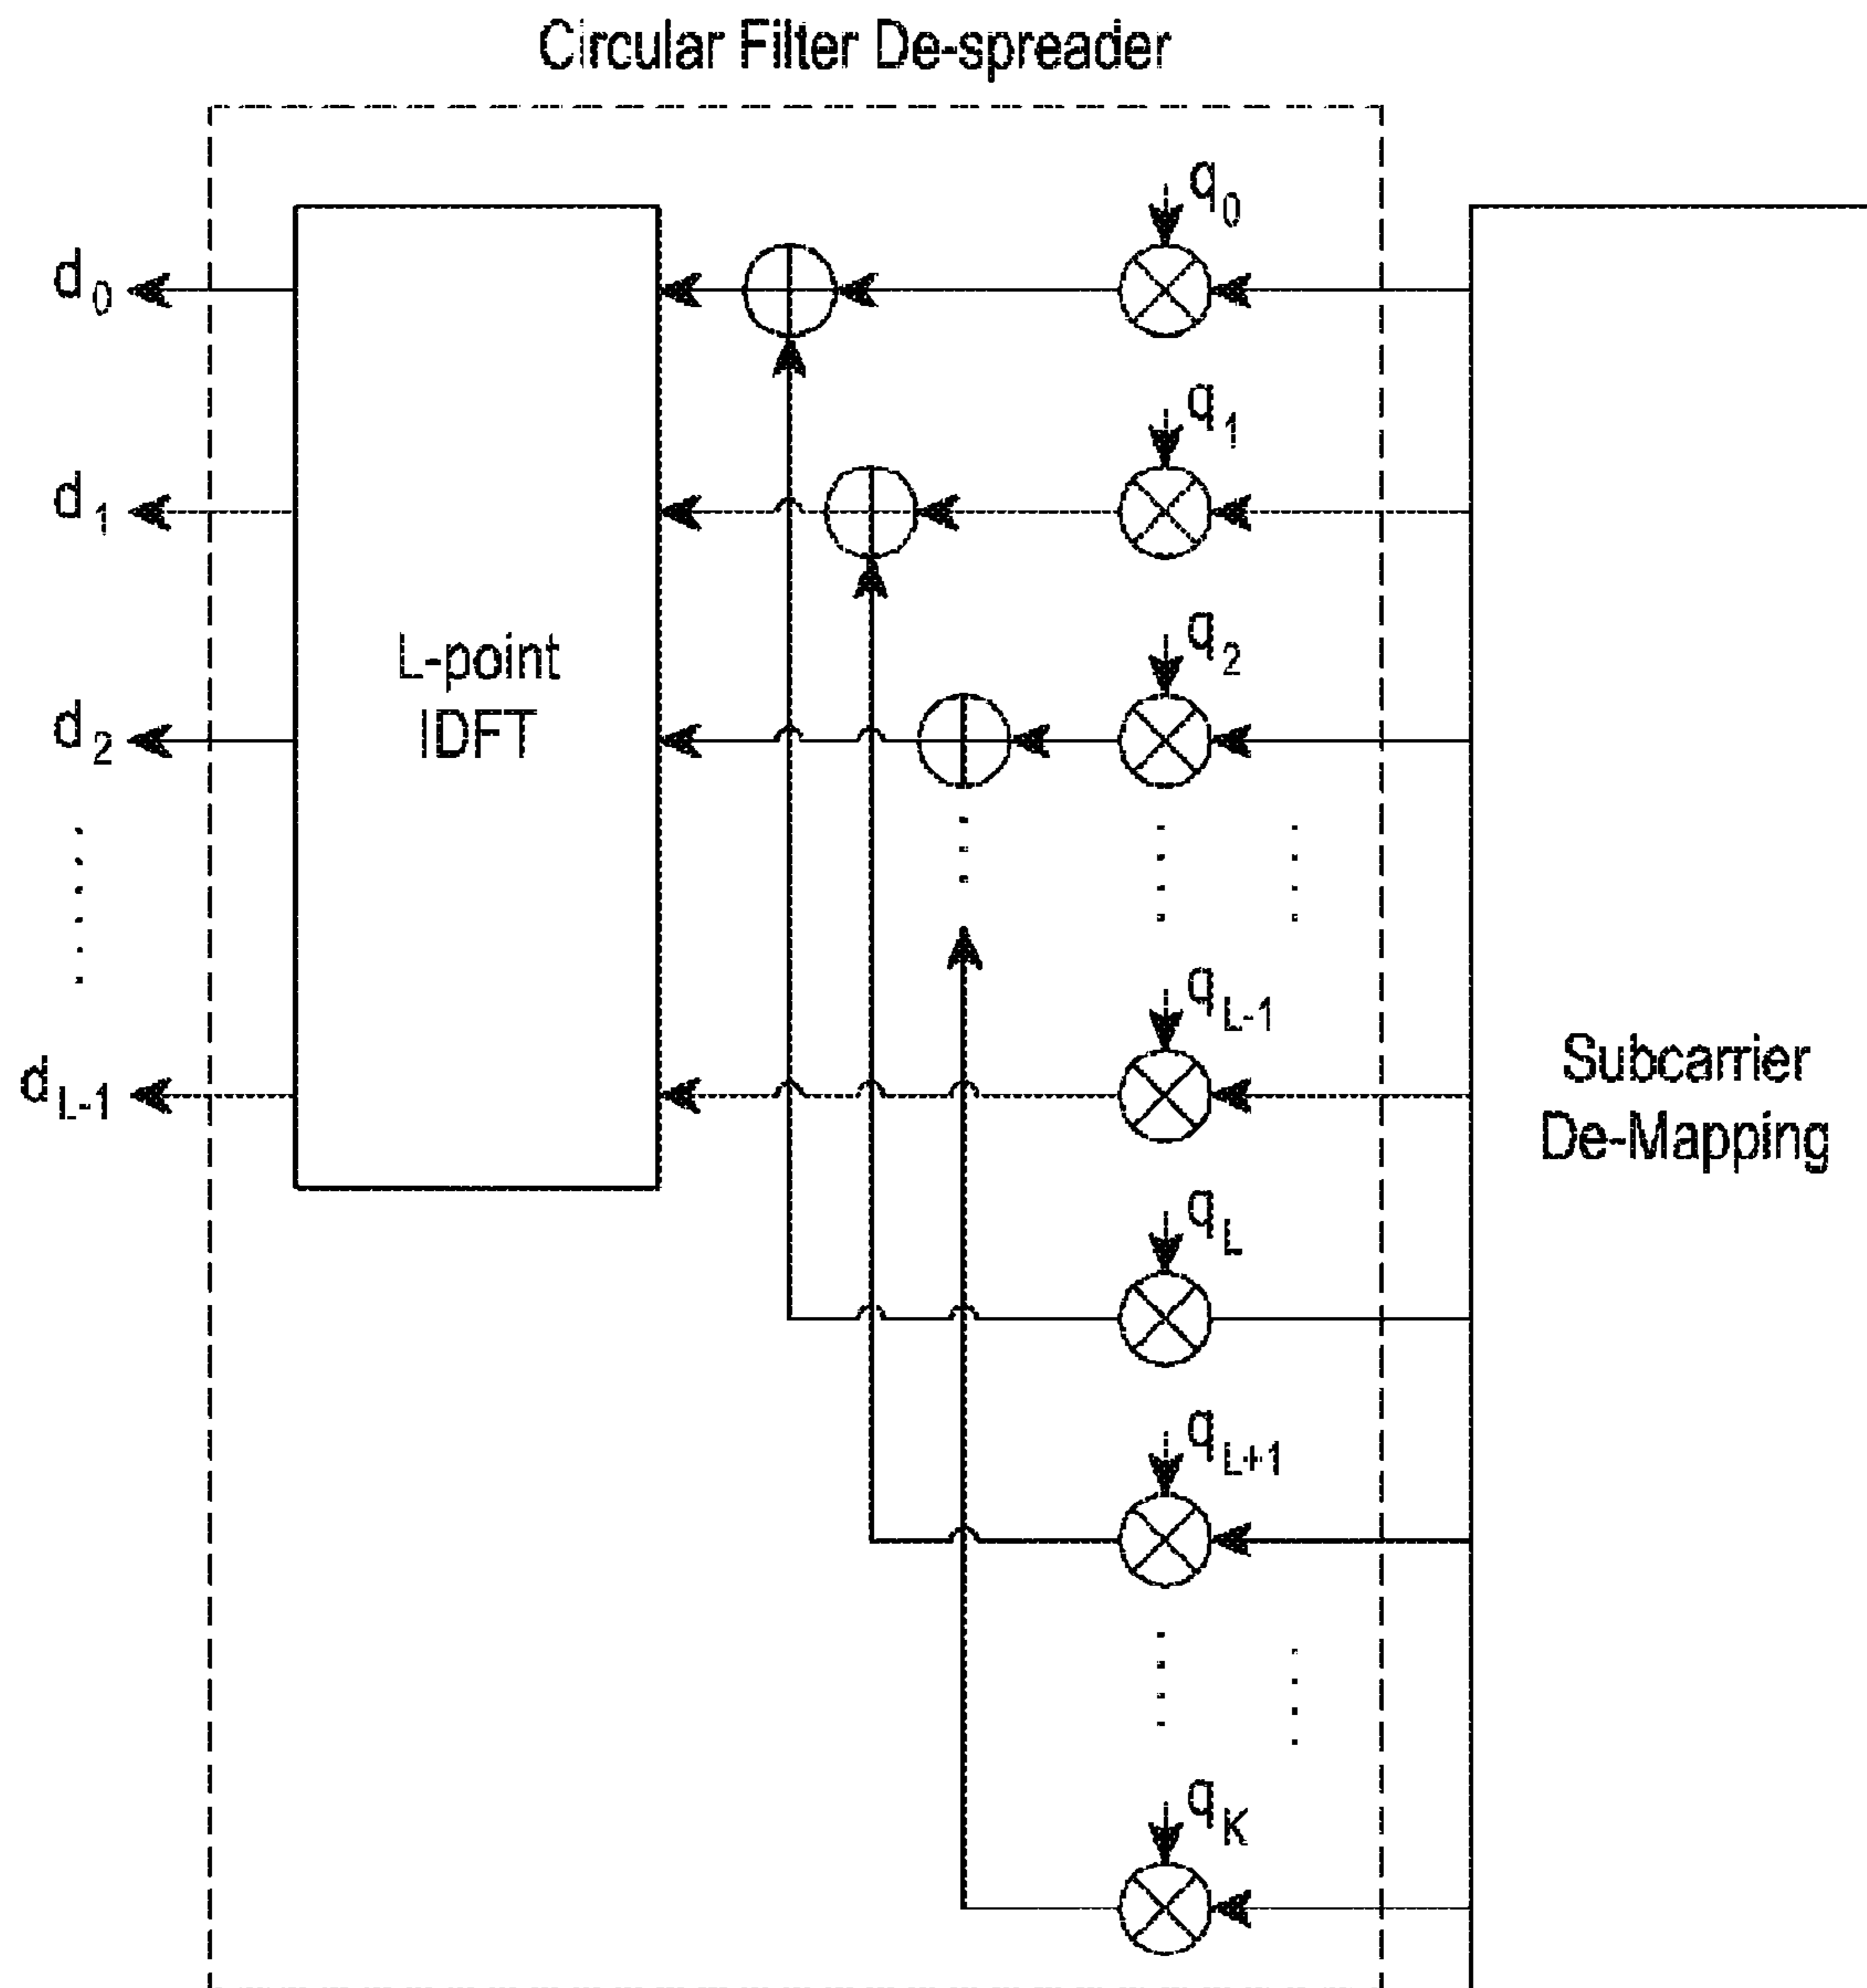 Circular Filter De-spreader
q0
d0
q1
d1
q2
L-point
IDFT
d2
qL-1
Subcarrier
De-Mapping
dL-1
qL
qL+1
qK